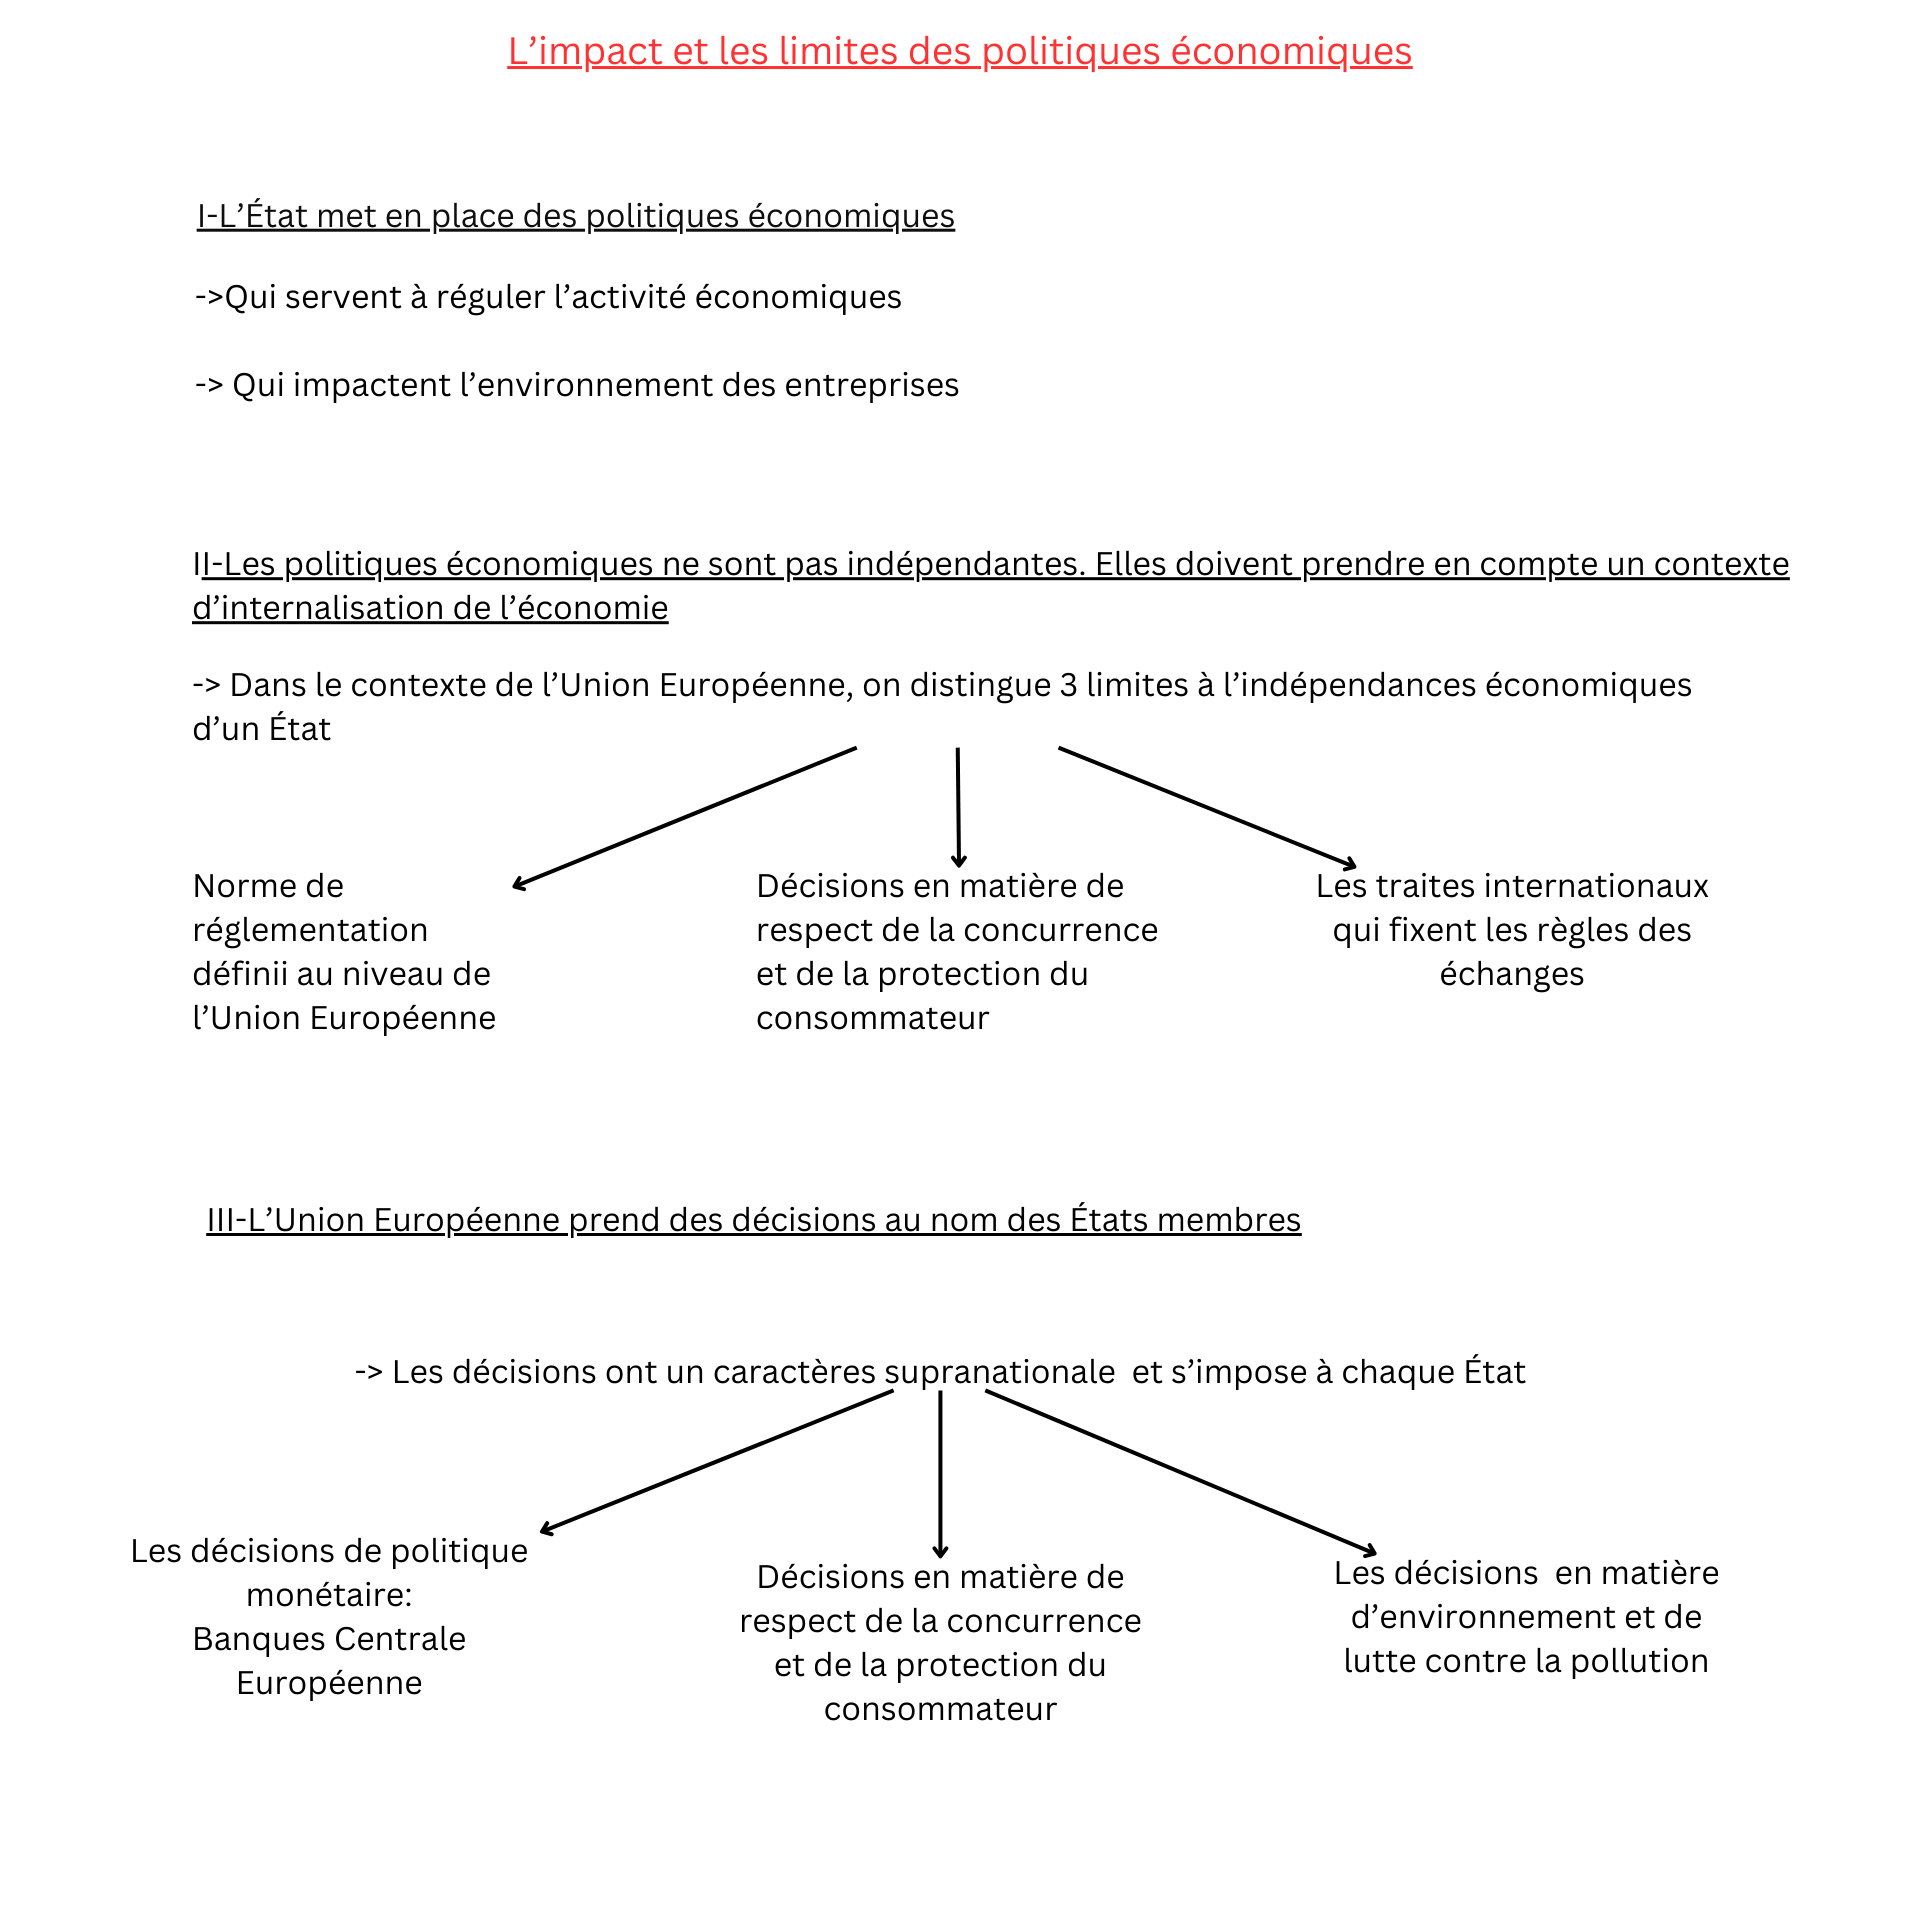 L’impact et les limites des politiques économiques
I-L’État met en place des politiques économiques
->Qui servent à réguler l’activité économiques
-> Qui impactent l’environnement des entreprises
II-Les politiques économiques ne sont pas indépendantes. Elles doivent prendre en compte un contexte
d’internalisation de l’économie
-> Dans le contexte de l’Union Européenne, on distingue 3 limites à l’indépendances économiques
d’un État
Norme de
réglementation
définii au niveau de
l’Union Européenne
Décisions en matière de
respect de la concurrence
et de la protection du
consommateur
Les traites internationaux
qui fixent les règles des
échanges
III-L’Union Européenne prend des décisions au nom des États membres
-> Les décisions ont un caractères supranationale  et s’impose à chaque État
Les décisions de politique
monétaire:
Banques Centrale
Européenne
Décisions en matière de
respect de la concurrence
et de la protection du
consommateur
Les décisions  en matière
d’environnement et de
lutte contre la pollution